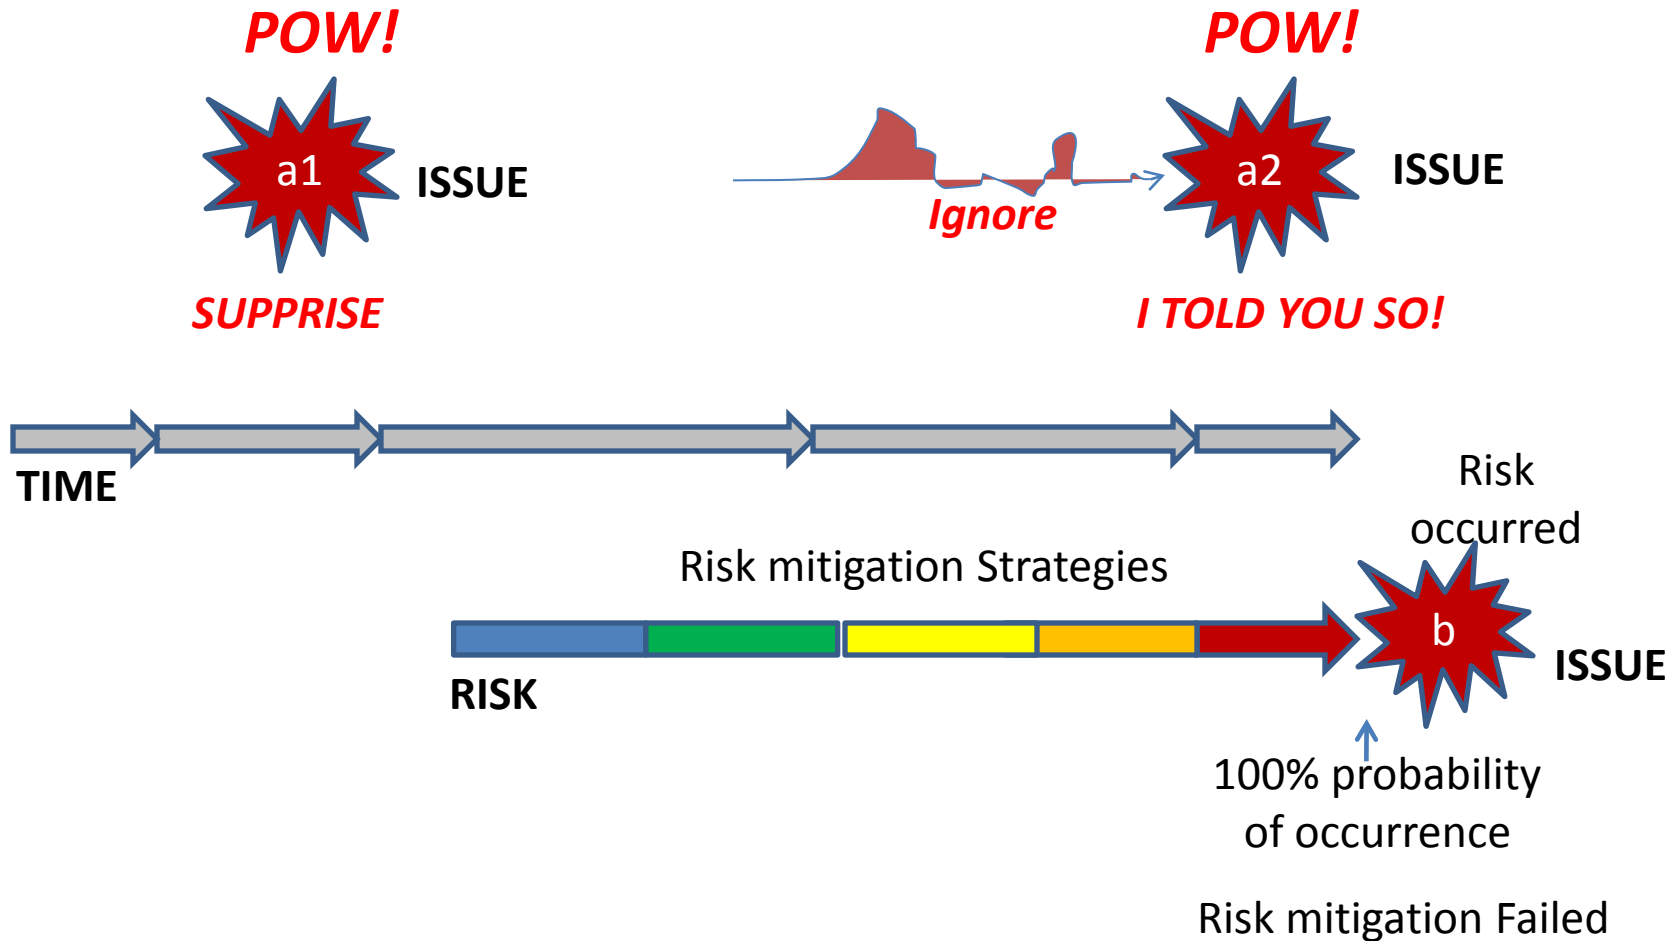 POW!
POW!
a1
ISSUE
a2
ISSUE
Ignore
SUPPRISE
I TOLD YOU SO!
TIME
Risk
occurred
Risk mitigation Strategies
b
ISSUE
RISK
100% probability
of occurrence
Risk mitigation Failed